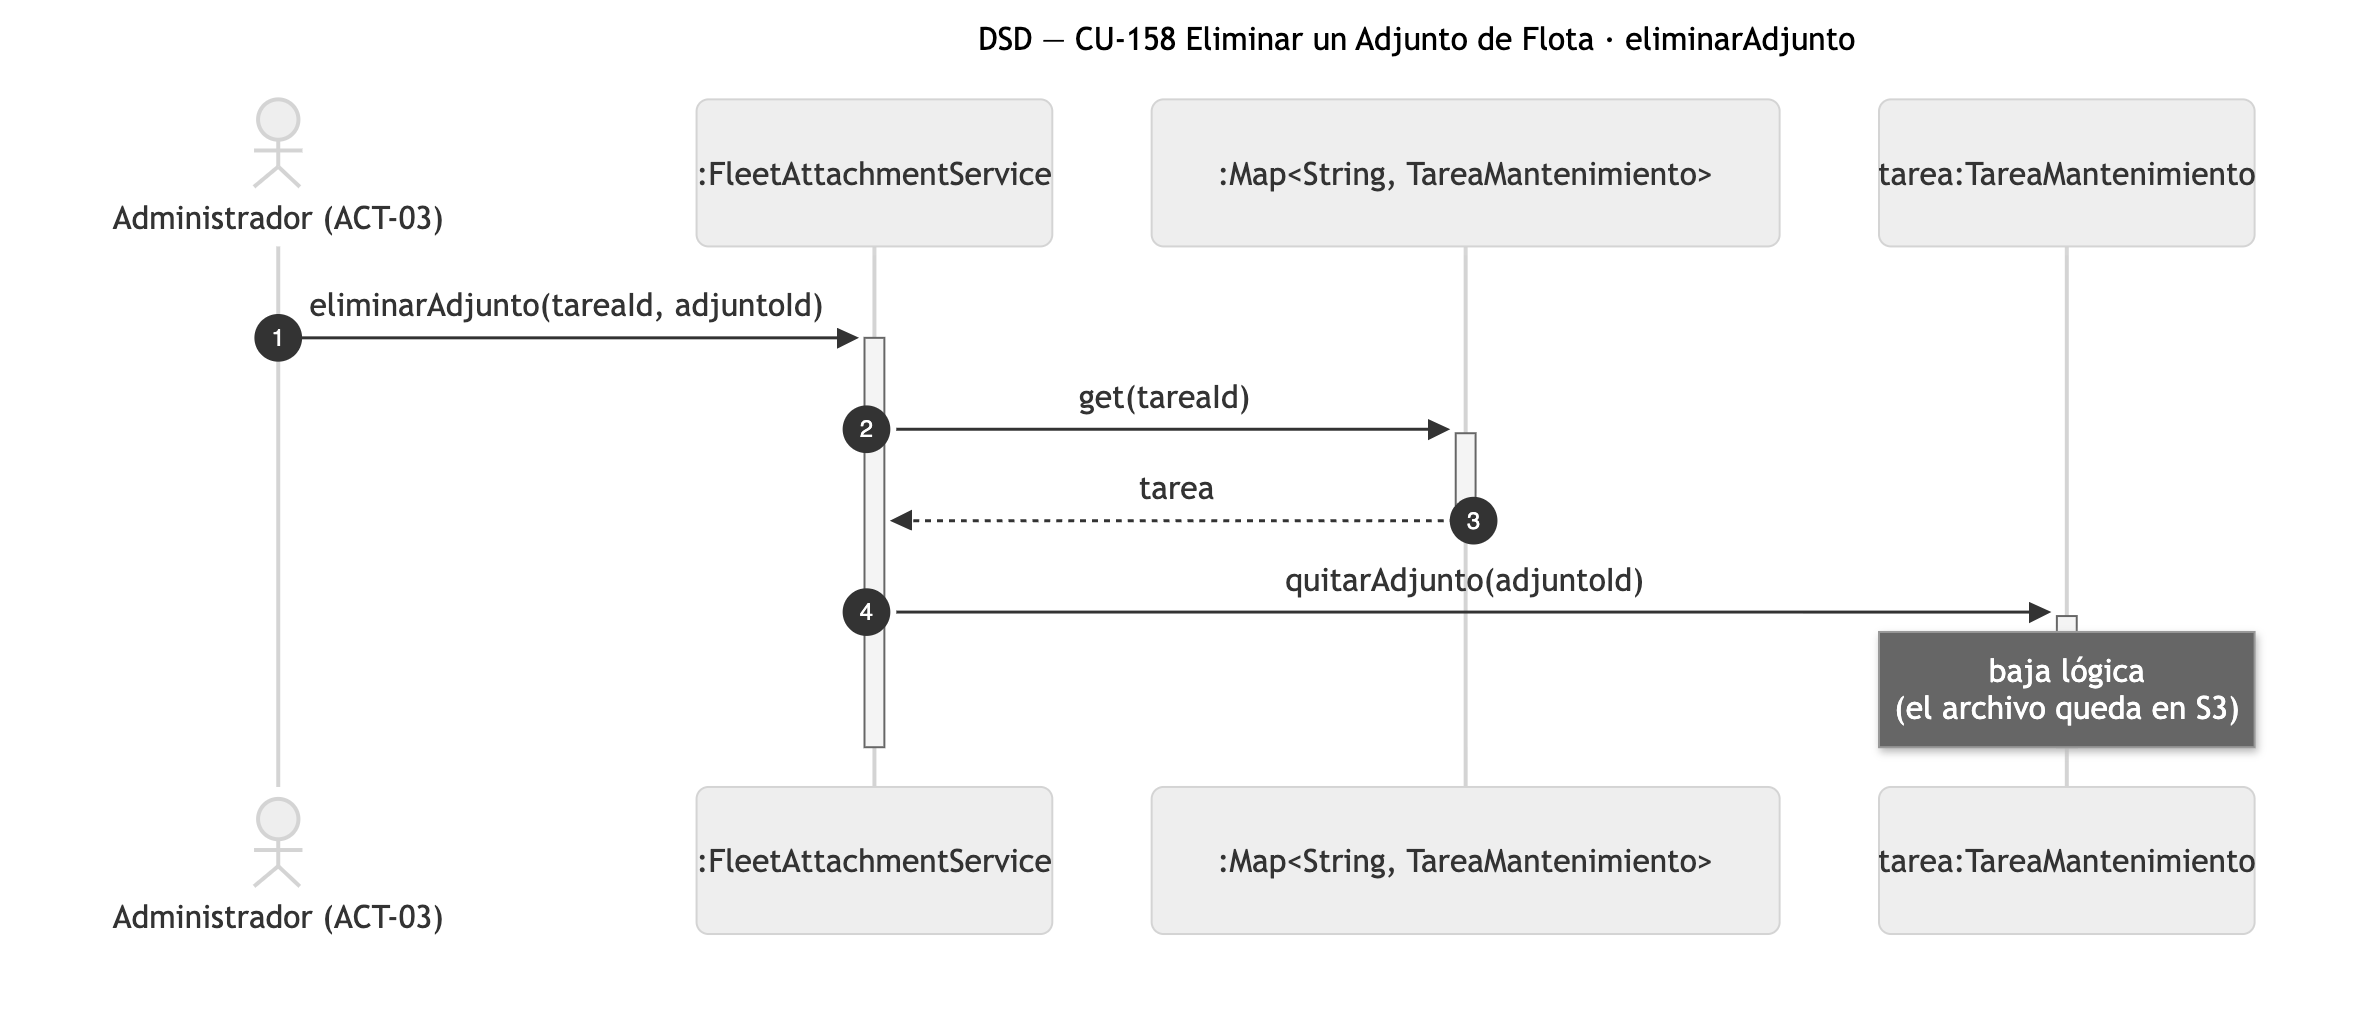 DSD — CU-158 Eliminar un Adjunto de Flota · eliminarAdjunto
Administrador (ACT-03)
:FleetAttachmentService
:Map<String, TareaMantenimiento>
tarea:TareaMantenimiento
eliminarAdjunto(tareaId, adjuntoId)
1
get(tareaId)
2
tarea
3
quitarAdjunto(adjuntoId)
4
baja lógica
(el archivo queda en S3)
Administrador (ACT-03)
:FleetAttachmentService
:Map<String, TareaMantenimiento>
tarea:TareaMantenimiento